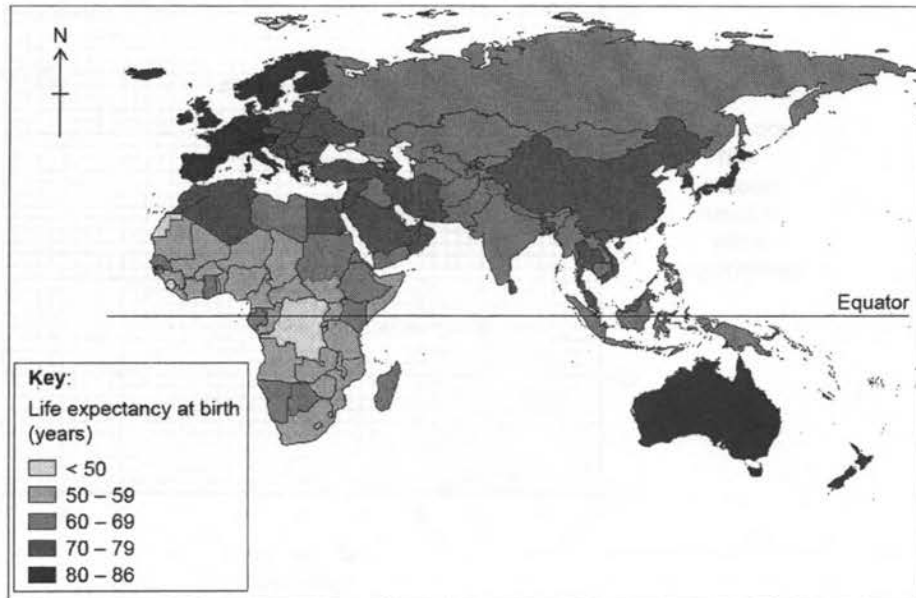 N
Equator
Key:
Life expectancy at birth
(years)
< 50
50 – 59
60 – 69
70 – 79
80 – 86